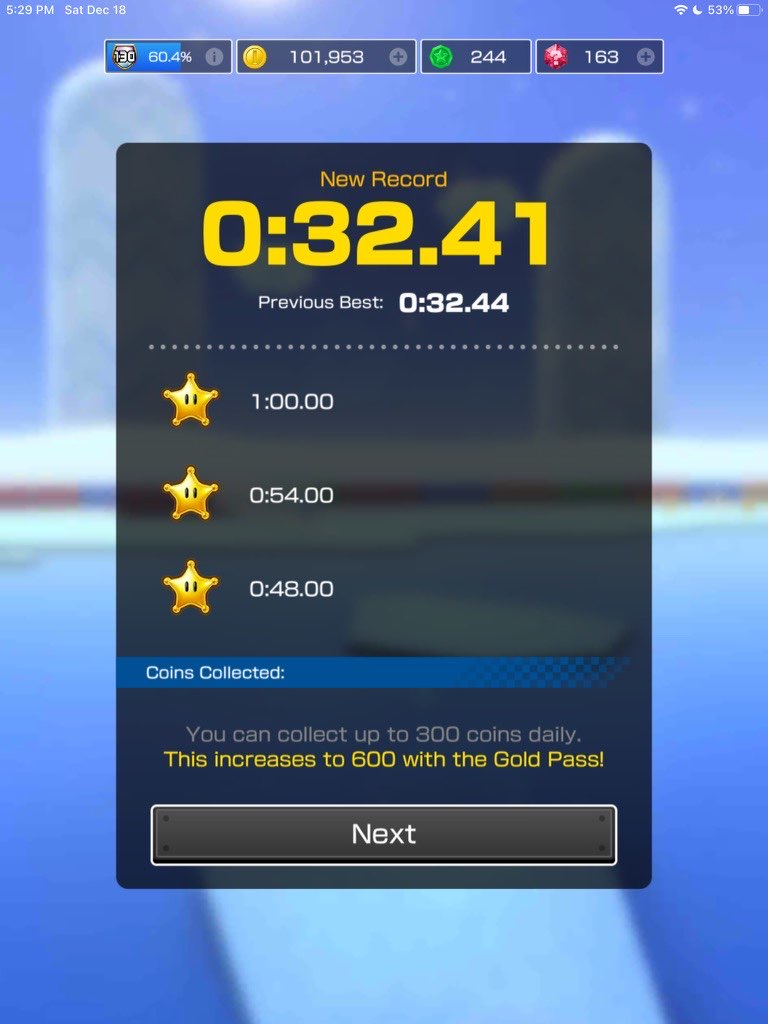 5:29 PM Sat Dec 18 53%
130 60.4% i 101,953 244 163
New Record
0:32.41
Previous Best: 0:32.44
1:00.00
0:54.00
0:48.00
Coins Collected:
You can collect up to 300 coins daily.
This increases to 600 with the Gold Pass!
Next